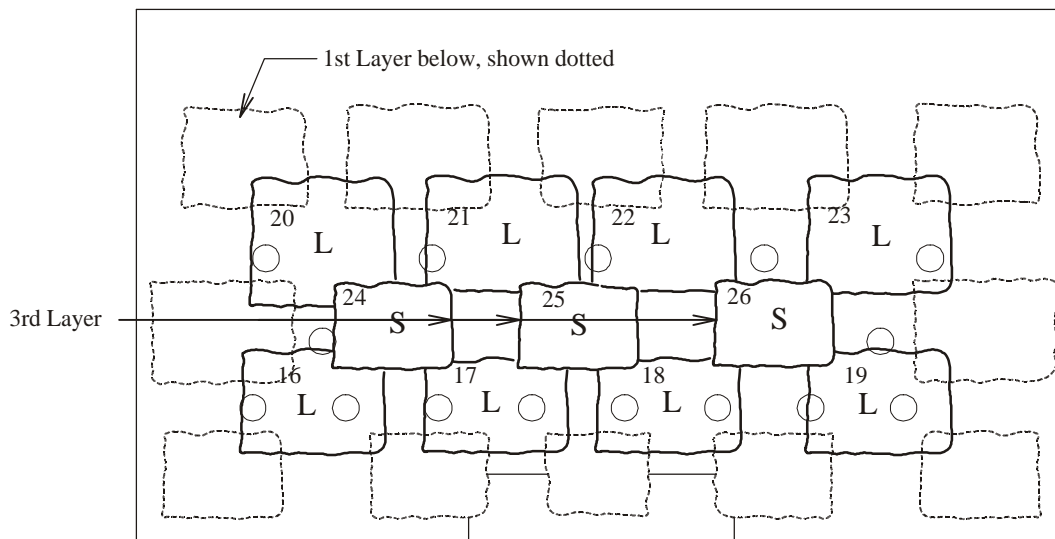 1st Layer below, shown dotted
20
L
21
L
22
L
23
L
24
S
25
S
26
S
3rd Layer
16
L
17
L
18
L
19
L